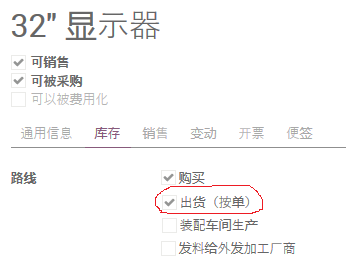 32" 显示器
可销售
可被采购
可以被费用化
通用信息 库存 销售 变动 开票 便签
路线 购买
出货（按单）
装配车间生产
发料给外发加工厂商